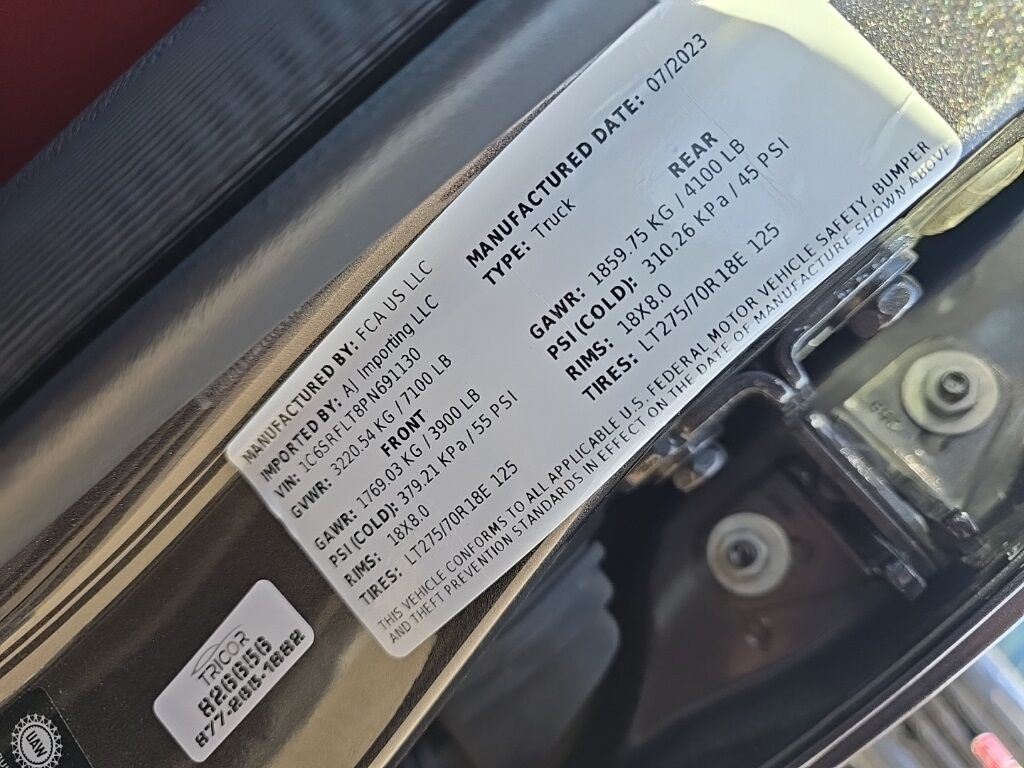 MANUFACTURED BY: FCA US LLC
IMPORTED BY: AJ Importing LLC
VIN: 1C6SRFLT8PN691130
GVWR: 3220.54 KG / 7100 LB
MANUFACTURED DATE: 07/2023
TYPE: Truck
FRONT
GAWR: 1769.03 KG / 3900 LB
PSI (COLD): 379.21 KPa / 55 PSI
RIMS: 18X8.0
TIRES: LT275/70R18E 125
REAR
GAWR: 1859.75 KG / 4100 LB
PSI (COLD): 310.26 KPa / 45 PSI
RIMS: 18X8.0
TIRES: LT275/70R18E 125
THIS VEHICLE CONFORMS TO ALL APPLICABLE U.S. FEDERAL MOTOR VEHICLE SAFETY, BUMPER
AND THEFT PREVENTION STANDARDS IN EFFECT ON THE DATE OF MANUFACTURE SHOWN ABOVE
TRICOR
826656
UAW